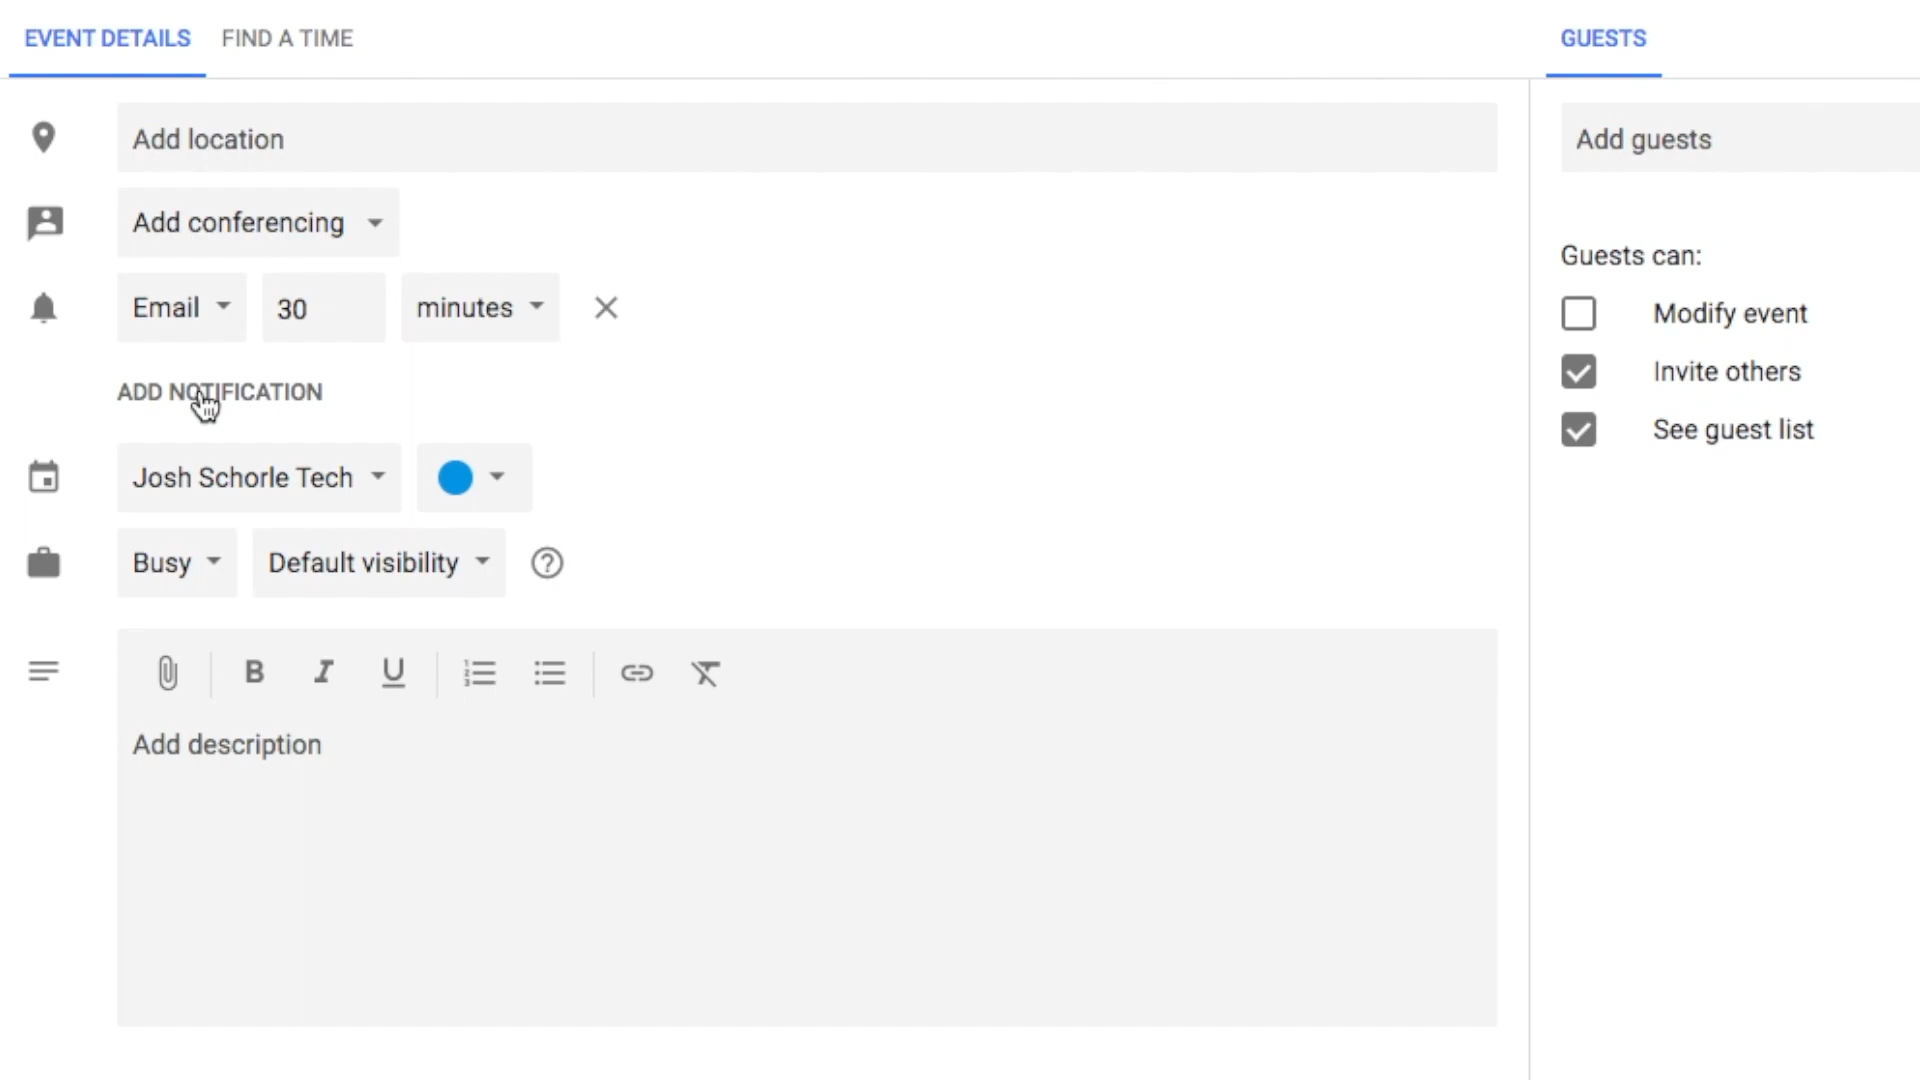 EVENT DETAILS FIND A TIME GUESTS
Add location Add guests
Add conferencing
Guests can:
Email 30 minutes Modify event
Invite others
ADD NOTIFICATION
See guest list
Josh Schorle Tech
Busy Default visibility
B I U
Add description